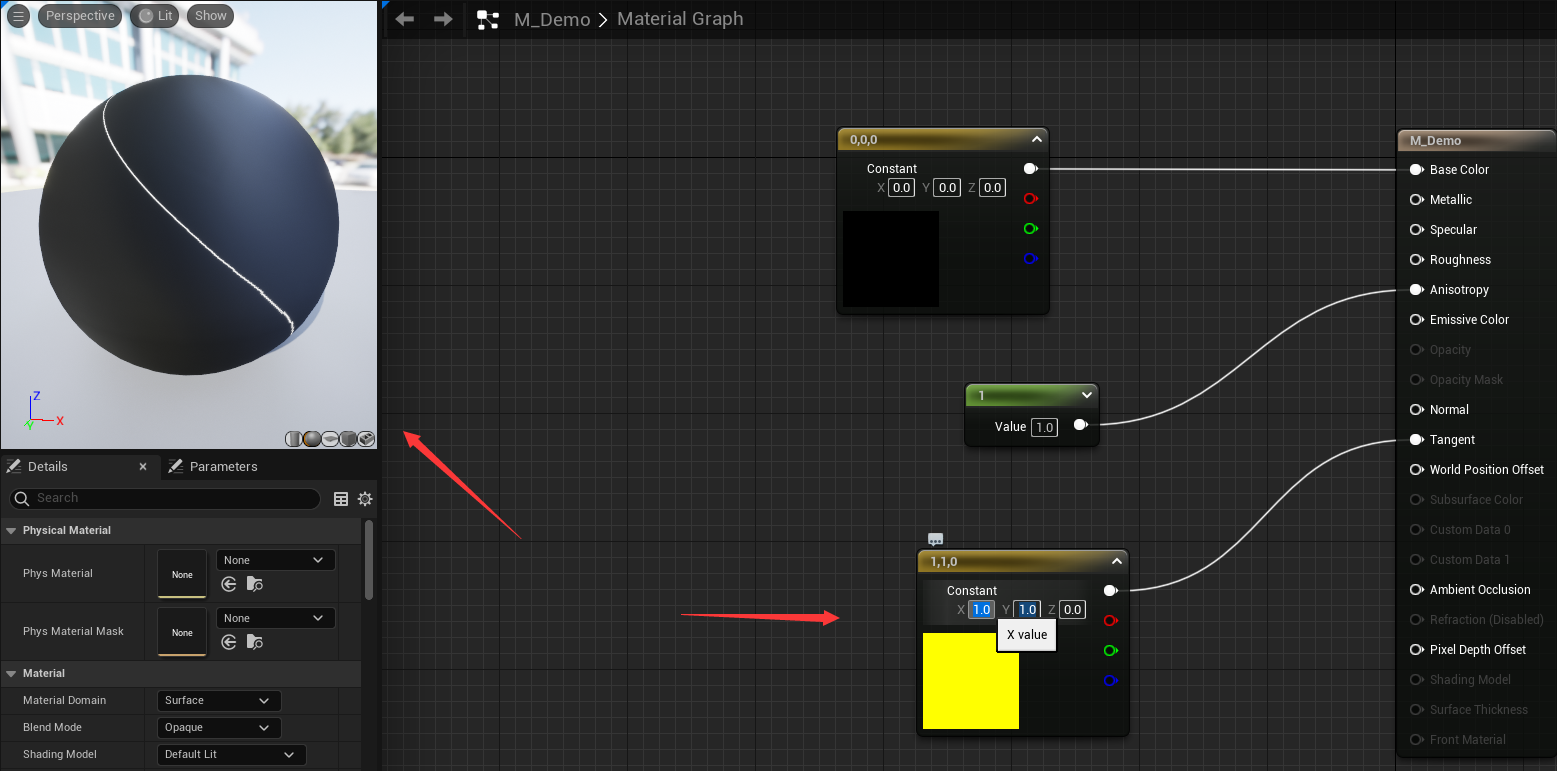 Perspective
Lit
Show
M_Demo > Material Graph
Z
X
Y
Details ×
Parameters
Search
Physical Material
Phys Material
None
None
Phys Material Mask
None
None
Material
Material Domain
Surface
Blend Mode
Opaque
Shading Model
Default Lit
0,0,0
Constant
X 0.0 Y 0.0 Z 0.0
1
Value 1.0
1,1,0
Constant
X 1.0 Y 1.0 Z 0.0
X value
M_Demo
Base Color
Metallic
Specular
Roughness
Anisotropy
Emissive Color
Opacity
Opacity Mask
Normal
Tangent
World Position Offset
Subsurface Color
Custom Data 0
Custom Data 1
Ambient Occlusion
Refraction (Disabled)
Pixel Depth Offset
Shading Model
Surface Thickness
Front Material